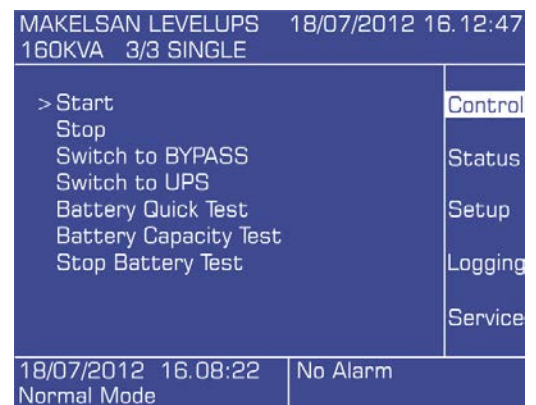 MAKELSAN LEVELUPS 18/07/2012 16.12:47
160KVA 3/3 SINGLE
> Start
Stop
Switch to BYPASS
Switch to UPS
Battery Quick Test
Battery Capacity Test
Stop Battery Test
Control
Status
Setup
Logging
Service
18/07/2012 16.08:22
Normal Mode
No Alarm